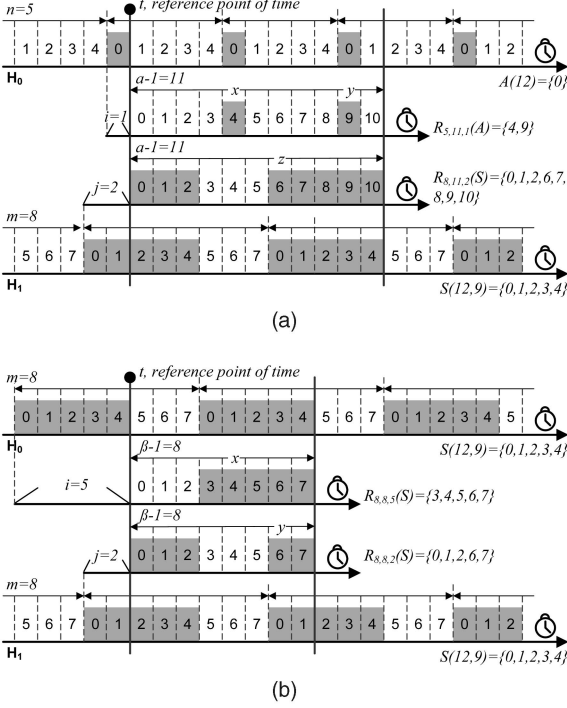 n=5
t, reference point of time
1 2 3 4 0 1 2 3 4 0 1 2 3 4 0 1 2 3 4 0 1 2
H0
A(12)={0}
a-1=11
x y
i=1
0 1 2 3 4 5 6 7 8 9 10
R5,11,1(A)={4,9}
a-1=11
z
j=2
0 1 2 3 4 5 6 7 8 9 10
R8,11,2(S)={0,1,2,6,7,
8,9,10}
m=8
5 6 7 0 1 2 3 4 5 6 7 0 1 2 3 4 5 6 7 0 1 2
H1
S(12,9)={0,1,2,3,4}
(a)
m=8
t, reference point of time
0 1 2 3 4 5 6 7 0 1 2 3 4 5 6 7 0 1 2 3 4 5
H0
S(12,9)={0,1,2,3,4}
β-1=8
x
i=5
0 1 2 3 4 5 6 7
R8,8,5(S)={3,4,5,6,7}
β-1=8
y
j=2
0 1 2 3 4 5 6 7
R8,8,2(S)={0,1,2,6,7}
m=8
5 6 7 0 1 2 3 4 5 6 7 0 1 2 3 4 5 6 7 0 1 2
H1
S(12,9)={0,1,2,3,4}
(b)